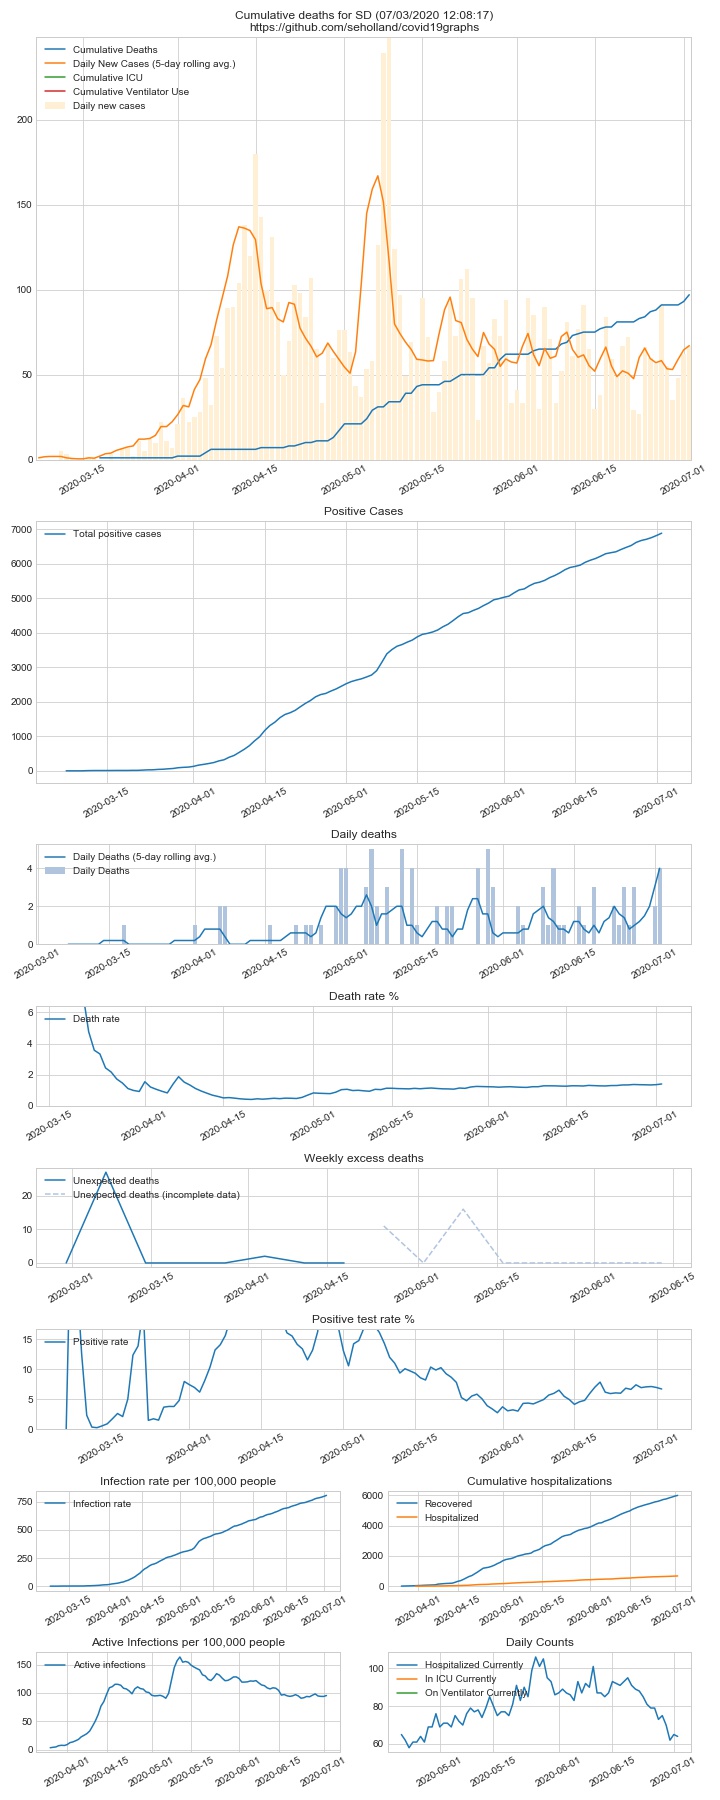 Cumulative deaths for SD (07/03/2020 12:08:17)
https://github.com/seholland/covid19graphs
Cumulative Deaths
Daily New Cases (5-day rolling avg.)
Cumulative ICU
Cumulative Ventilator Use
Daily new cases
200
150
100
50
0
2020-03-15 2020-04-01 2020-04-15 2020-05-01 2020-05-15 2020-06-01 2020-06-15 2020-07-01
Positive Cases
Total positive cases
7000
6000
5000
4000
3000
2000
1000
0
2020-03-15 2020-04-01 2020-04-15 2020-05-01 2020-05-15 2020-06-01 2020-06-15 2020-07-01
Daily deaths
Daily Deaths (5-day rolling avg.)
Daily Deaths
4
2
0
2020-03-01 2020-03-15 2020-04-01 2020-04-15 2020-05-01 2020-05-15 2020-06-01 2020-06-15 2020-07-01
Death rate %
Death rate
6
4
2
0
2020-03-15 2020-04-01 2020-04-15 2020-05-01 2020-05-15 2020-06-01 2020-06-15 2020-07-01
Weekly excess deaths
Unexpected deaths
Unexpected deaths (incomplete data)
20
10
0
2020-03-01 2020-03-15 2020-04-01 2020-04-15 2020-05-01 2020-05-15 2020-06-01 2020-06-15
Positive test rate %
Positive rate
15
10
5
0
2020-03-15 2020-04-01 2020-04-15 2020-05-01 2020-05-15 2020-06-01 2020-06-15 2020-07-01
Infection rate per 100,000 people
Infection rate
750
500
250
0
2020-03-15 2020-04-01 2020-04-15 2020-05-01 2020-05-15 2020-06-01 2020-06-15 2020-07-01
Cumulative hospitalizations
Recovered
Hospitalized
6000
4000
2000
0
2020-04-01 2020-04-15 2020-05-01 2020-05-15 2020-06-01 2020-06-15 2020-07-01
Active Infections per 100,000 people
Active infections
150
100
50
0
2020-04-01 2020-04-15 2020-05-01 2020-05-15 2020-06-01 2020-06-15 2020-07-01
Daily Counts
Hospitalized Currently
In ICU Currently
On Ventilator Currently
100
80
60
2020-05-01 2020-05-15 2020-06-01 2020-06-15 2020-07-01